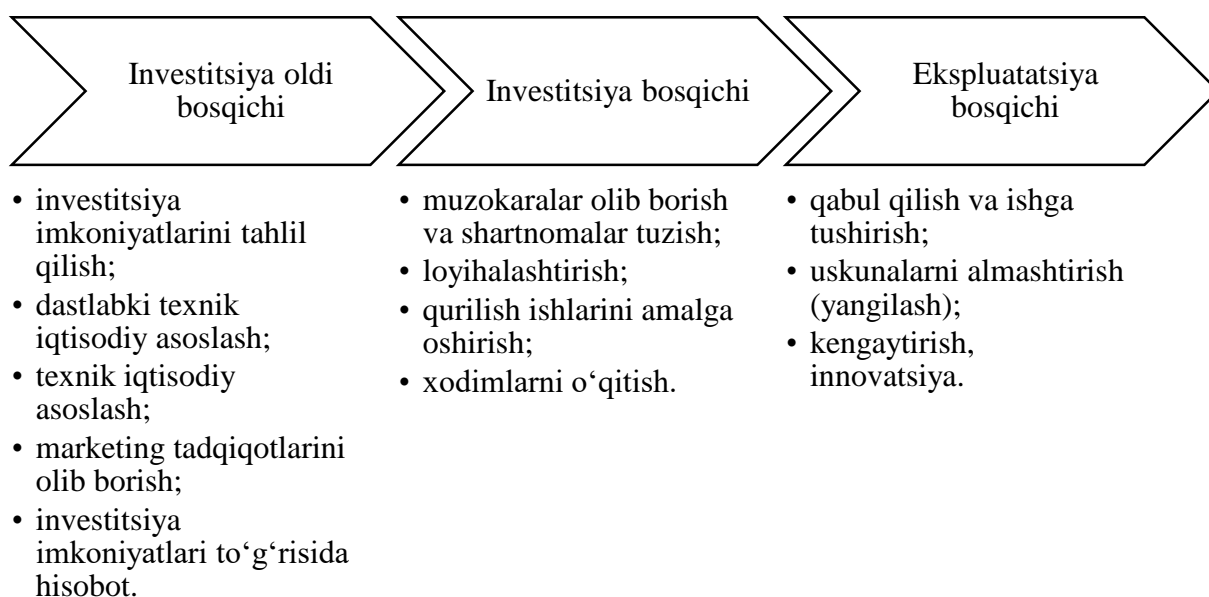 Investitsiya oldi
bosqichi
Investitsiya bosqichi
Ekspluatatsiya
bosqichi
• investitsiya
imkoniyatlarini tahlil
qilish;
• dastlabki texnik
iqtisodiy asoslash;
• texnik iqtisodiy
asoslash;
• marketing tadqiqotlarini
olib borish;
• investitsiya
imkoniyatlari to‘g‘risida
hisobot.
• muzokaralar olib borish
va shartnomalar tuzish;
• loyihalashtirish;
• qurilish ishlarini amalga
oshirish;
• xodimlarni o‘qitish.
• qabul qilish va ishga
tushirish;
• uskunalarni almashtirish
(yangilash);
• kengaytirish,
innovatsiya.